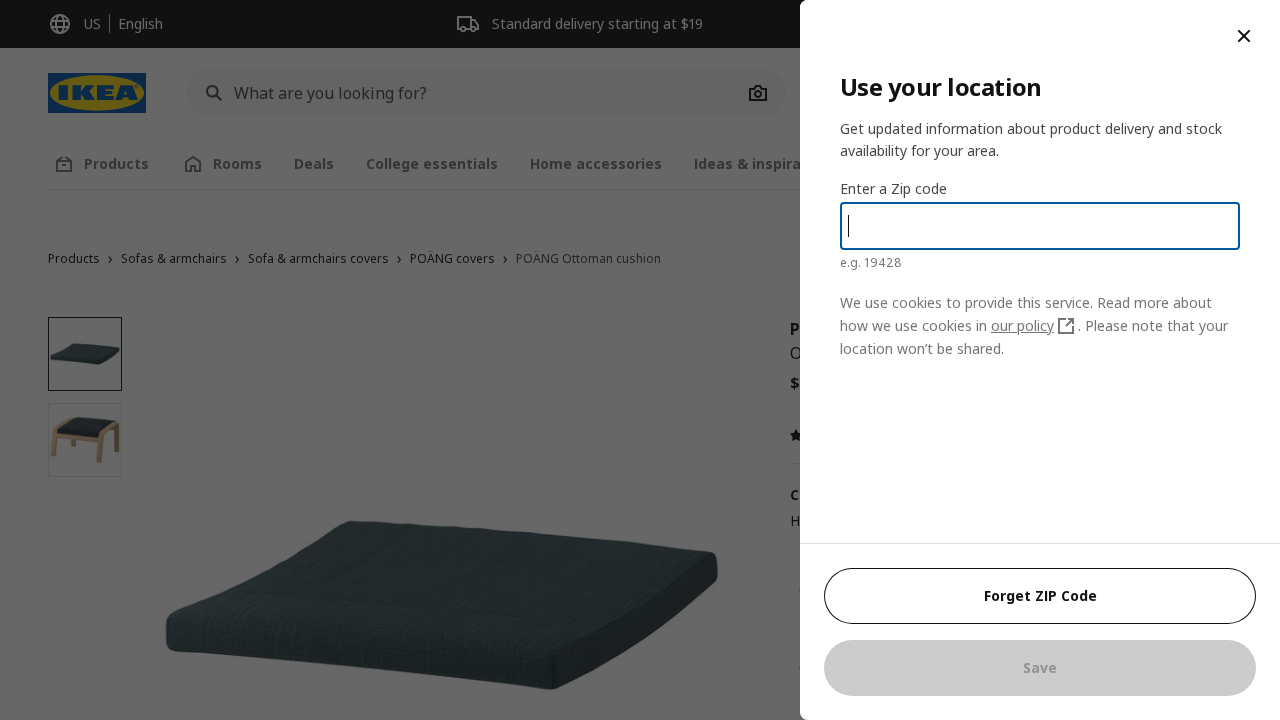 US English
Standard delivery starting at $19
IKEA
What are you looking for?
Products Rooms Deals College essentials Home accessories Ideas & inspira
Products › Sofas & armchairs › Sofa & armchairs covers › POÄNG covers › POÄNG Ottoman cushion
P
O
$
C
H
Use your location
Get updated information about product delivery and stock
availability for your area.
Enter a Zip code
e.g. 19428
We use cookies to provide this service. Read more about
how we use cookies in our policy . Please note that your
location won’t be shared.
Forget ZIP Code
Save